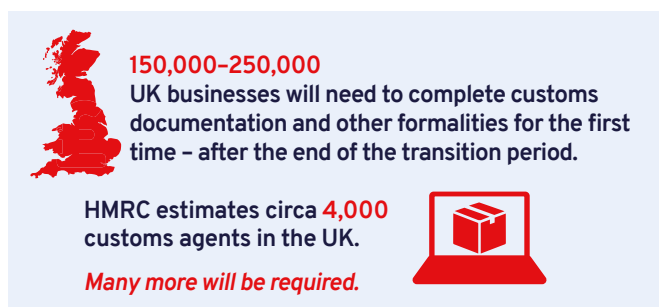 150,000–250,000
UK businesses will need to complete customs
documentation and other formalities for the first
time – after the end of the transition period.
HMRC estimates circa 4,000
customs agents in the UK.
Many more will be required.